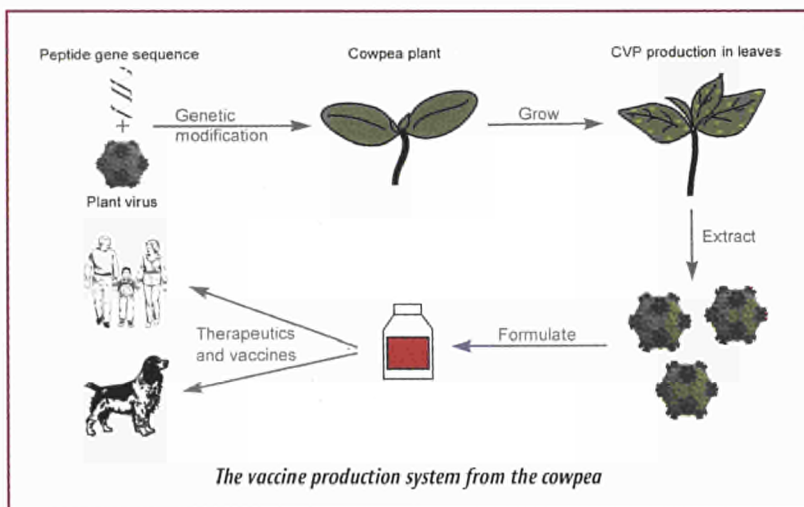 Peptide gene sequence
Cowpea plant
CVP production in leaves
+
Genetic
modification
Grow
Plant virus
Extract
Therapeutics
and vaccines
Formulate
The vaccine production system from the cowpea